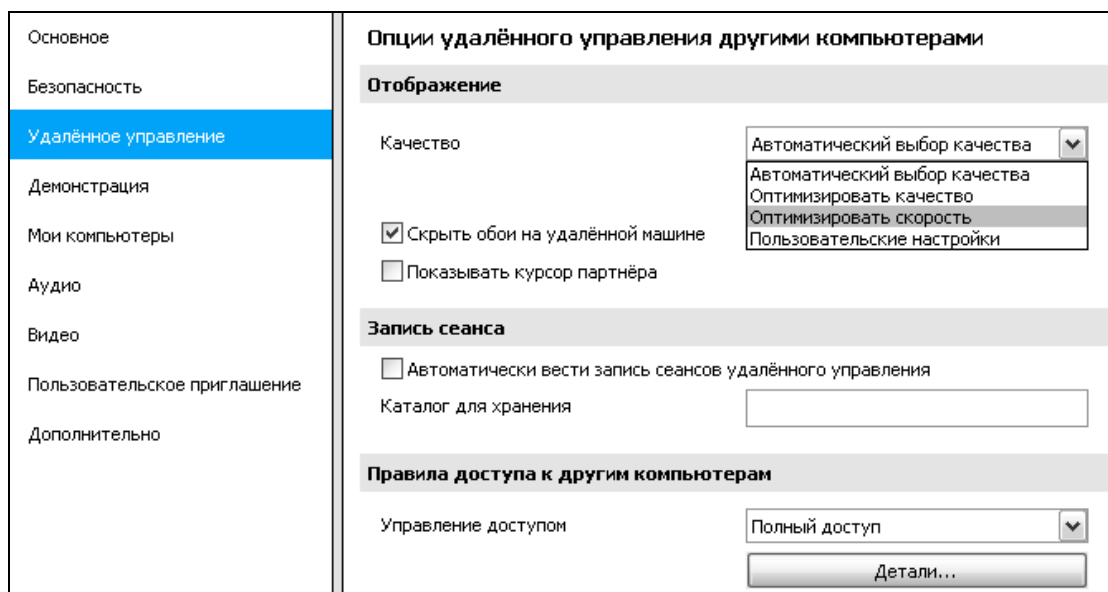 Основное
Безопасность
Удалённое управление
Демонстрация
Мои компьютеры
Аудио
Видео
Пользовательское приглашение
Дополнительно
Опции удалённого управления другими компьютерами
Отображение
Качество
Автоматический выбор качества
Автоматический выбор качества
Оптимизировать качество
Оптимизировать скорость
Пользовательские настройки
Скрыть обои на удалённой машине
Показывать курсор партнёра
Запись сеанса
Автоматически вести запись сеансов удалённого управления
Каталог для хранения
Правила доступа к другим компьютерам
Управление доступом
Полный доступ
Детали...